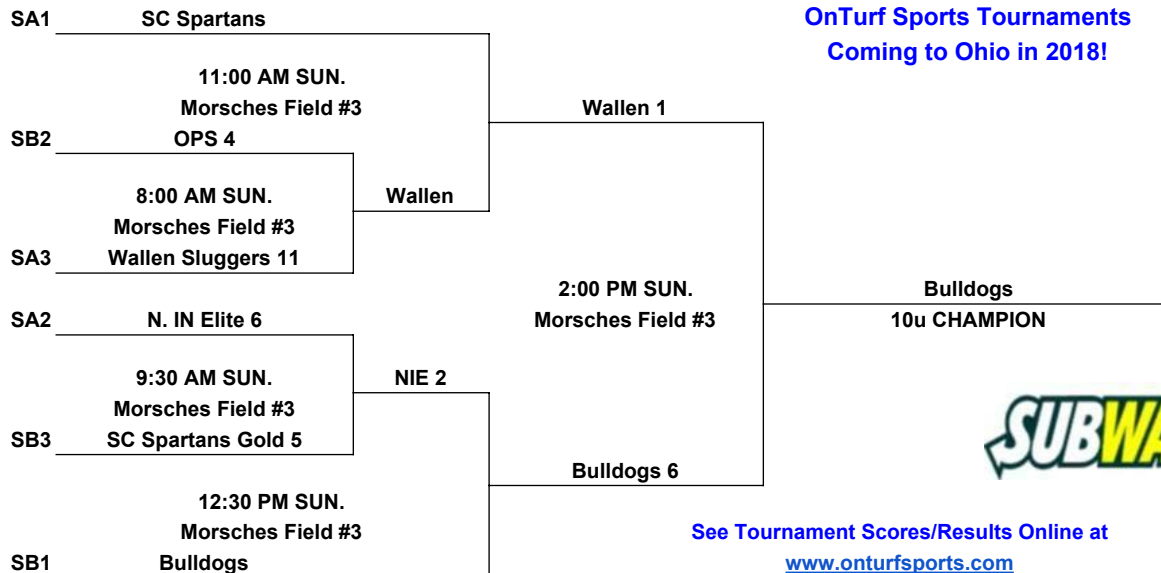 SA1 SC Spartans
OnTurf Sports Tournaments
Coming to Ohio in 2018!
11:00 AM SUN.
Morsches Field #3
Wallen 1
SB2 OPS 4
8:00 AM SUN.
Morsches Field #3
Wallen
SA3 Wallen Sluggers 11
2:00 PM SUN.
Morsches Field #3
Bulldogs
10u CHAMPION
SA2 N. IN Elite 6
9:30 AM SUN.
Morsches Field #3
NIE 2
SB3 SC Spartans Gold 5
SUBWA
Bulldogs 6
12:30 PM SUN.
Morsches Field #3
SB1 Bulldogs
See Tournament Scores/Results Online at
www.onturfsports.com